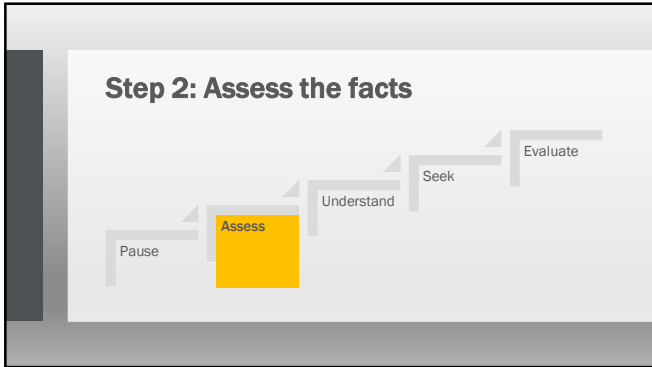 Step 2: Assess the facts
Pause
Assess
Understand
Seek
Evaluate